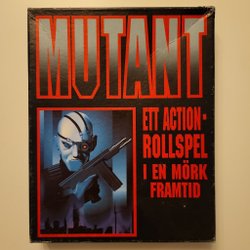 MUTANT
ETT ACTION-
ROLLSPEL
I EN MÖRK
FRAMTID